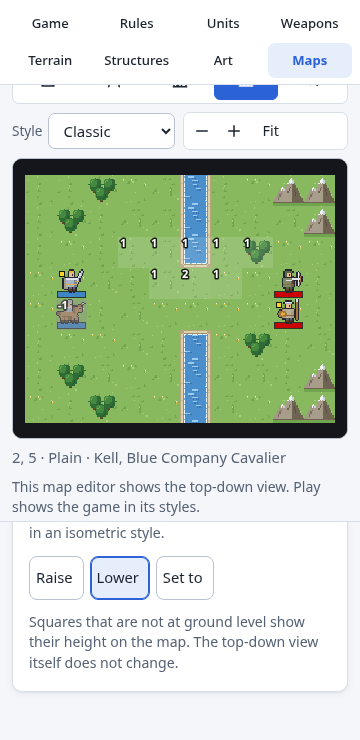 Game Rules Units Weapons
Terrain Structures Art Maps
Style Classic Fit
1 1 1 1 1
1 2 1
-1
2, 5 · Plain · Kell, Blue Company Cavalier
This map editor shows the top-down view. Play
shows the game in its styles.
in an isometric style.
Raise Lower Set to
Squares that are not at ground level show
their height on the map. The top-down view
itself does not change.